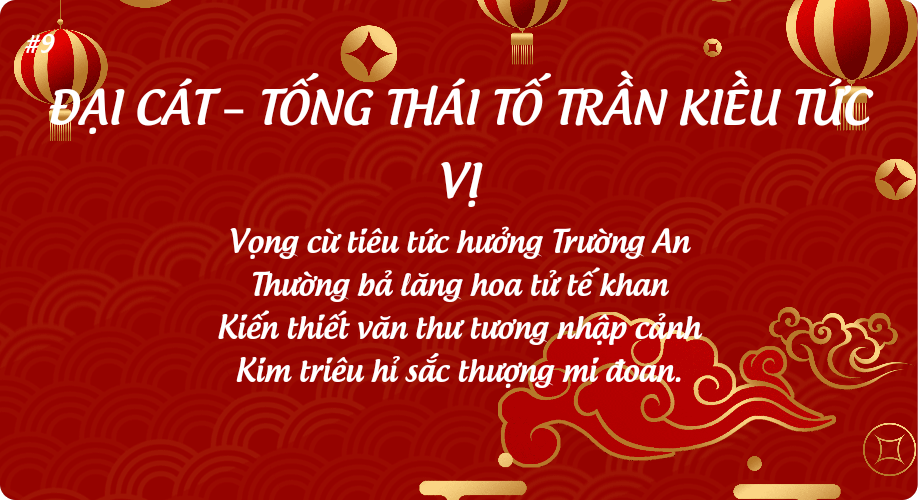 #9
ĐẠI CÁT – TỐNG THÁI TỐ TRẦN KIỀU TỨC
VỊ
Vọng cừ tiêu tức hưởng Trường An
Thường bả lăng hoa tử tế khan
Kiến thiết văn thư tương nhập cảnh
Kim triêu hỉ sắc thượng mi đoan.